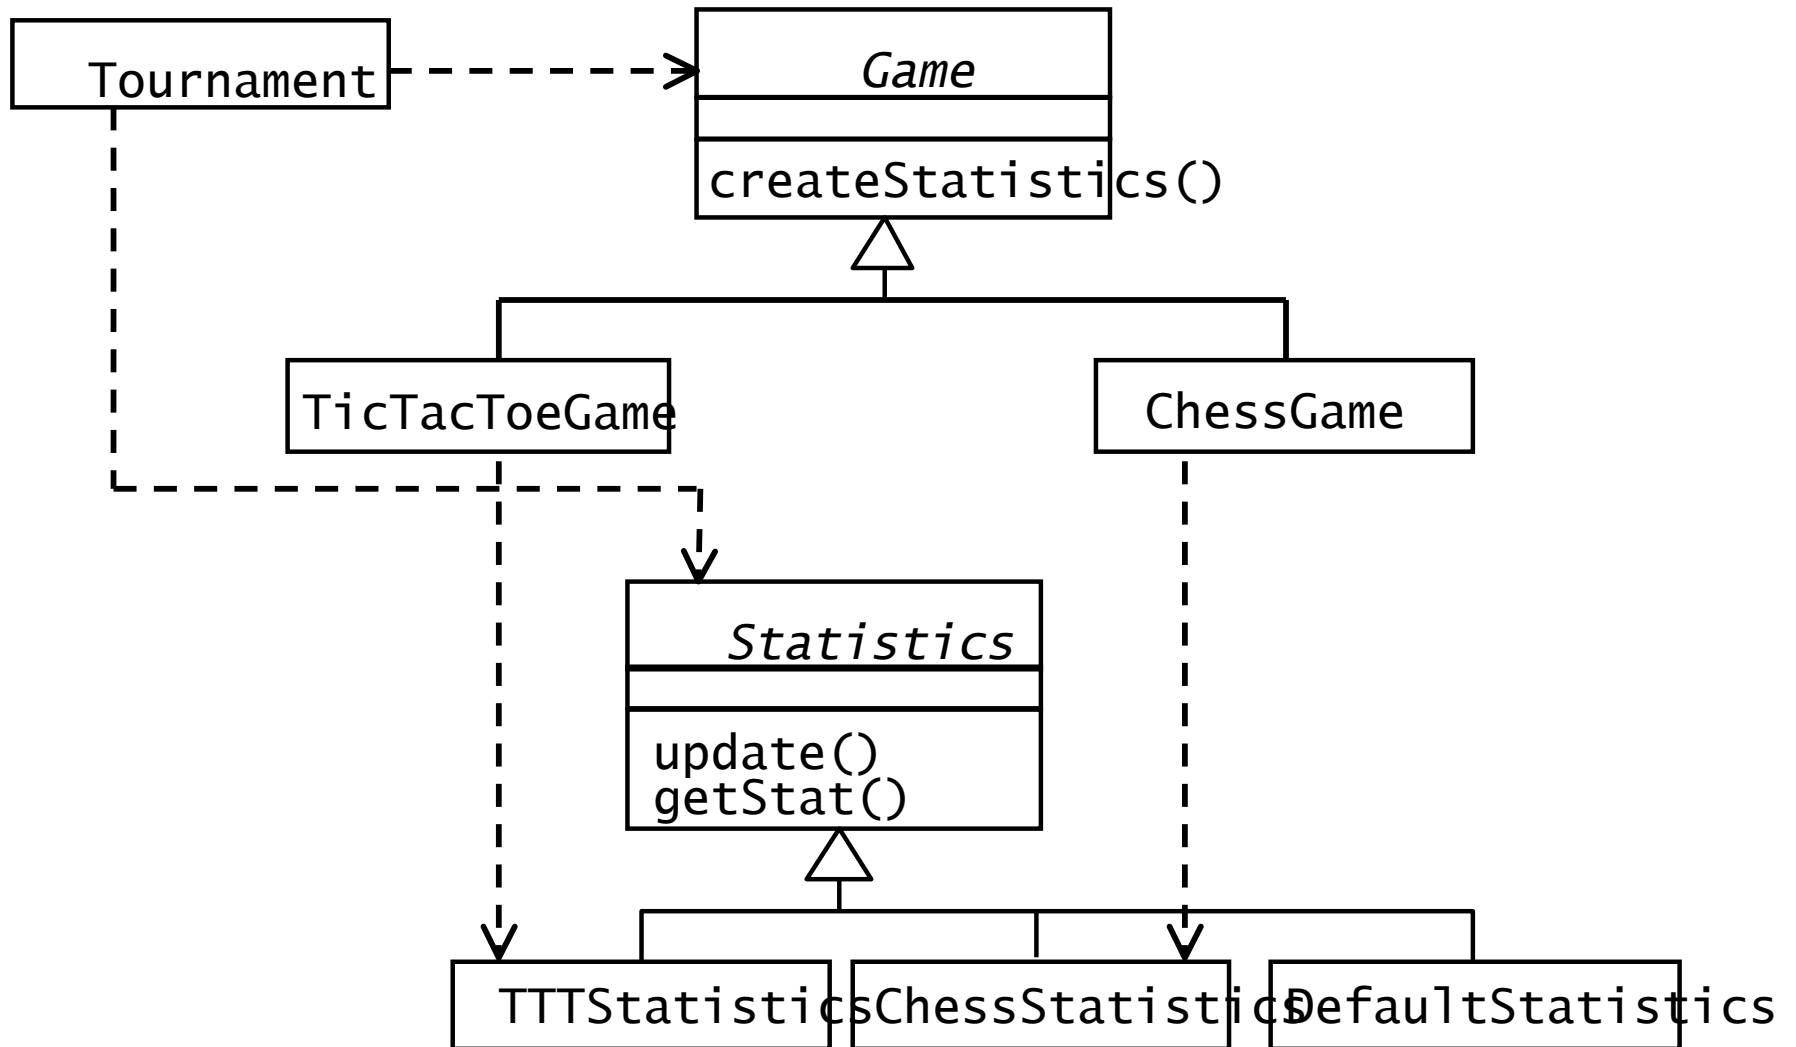 Tournament
Game
createStatistics()
TicTacToeGame
ChessGame
Statistics
update()
getStat()
TTTStatistics
ChessStatistics
DefaultStatistics